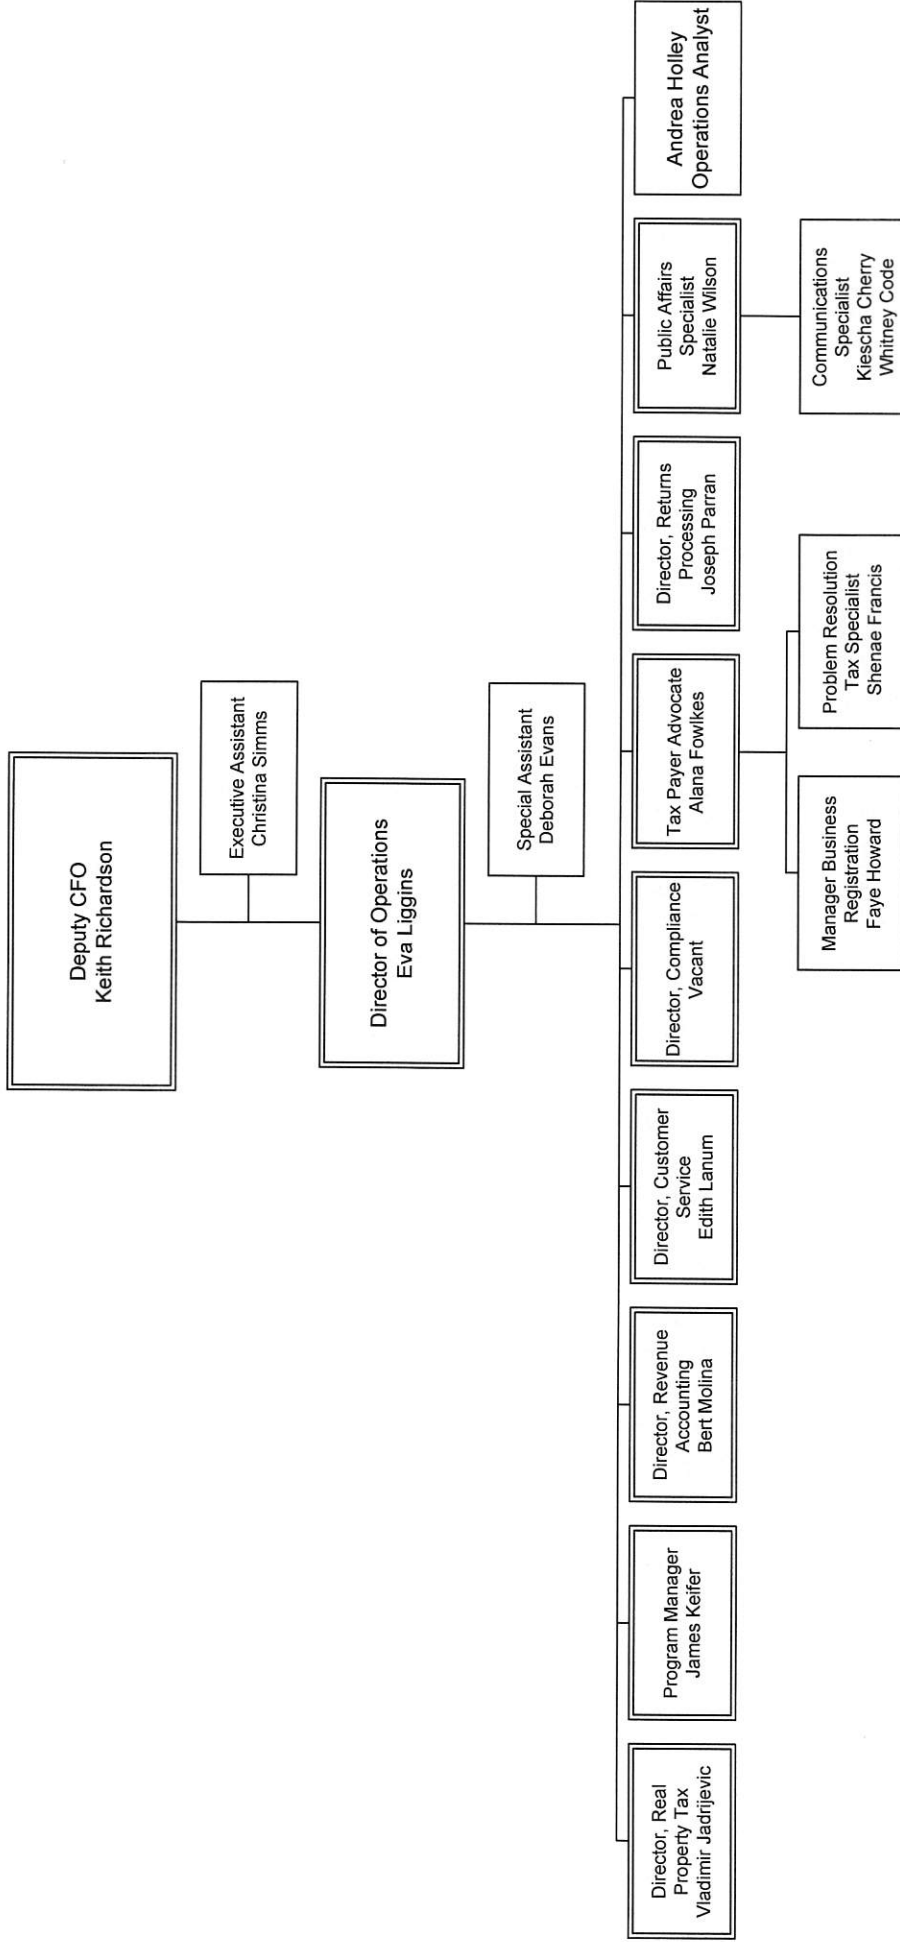 Deputy CFO
Keith Richardson
Executive Assistant
Christina Simms
Director of Operations
Eva Liggins
Special Assistant
Deborah Evans
Director, Real
Property Tax
Vladimir Jadrijevic
Program Manager
James Keifer
Director, Revenue
Accounting
Bert Molina
Director, Customer
Service
Edith Lanum
Director, Compliance
Vacant
Tax Payer Advocate
Alana Fowlkes
Director, Returns
Processing
Joseph Parran
Public Affairs
Specialist
Natalie Wilson
Andrea Holley
Operations Analyst
Manager Business
Registration
Faye Howard
Problem Resolution
Tax Specialist
Shenae Francis
Communications
Specialist
Kiescha Cherry
Whitney Code